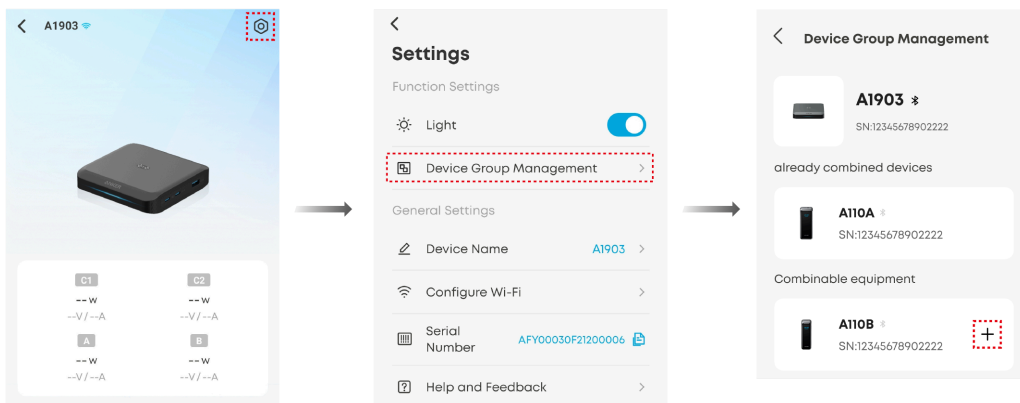 A1903
C1
C2
-- w
-- w
--V / --A
--V / --A
A
B
-- w
-- w
--V / --A
--V / --A
Settings
Function Settings
Light
Device Group Management
General Settings
Device Name
A1903
Configure Wi-Fi
Serial
Number
AFY00030F21200006
Help and Feedback
Device Group Management
A1903
SN:12345678902222
already combined devices
A110A
SN:12345678902222
Combinable equipment
A110B
SN:12345678902222